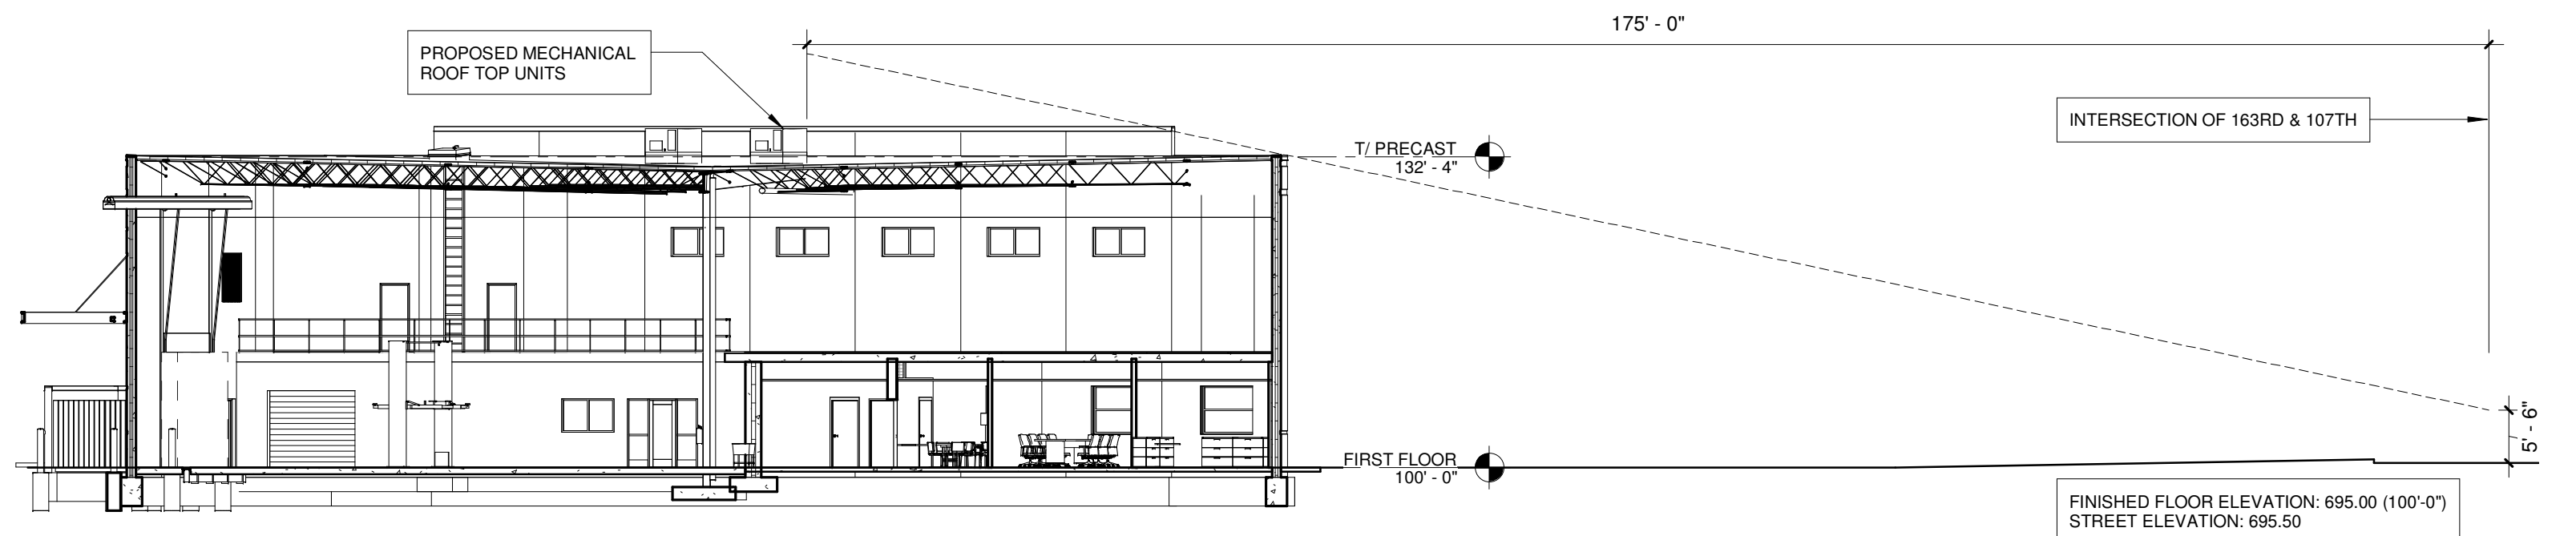 175' - 0"
PROPOSED MECHANICAL
ROOF TOP UNITS
INTERSECTION OF 163RD & 107TH
T/ PRECAST
132' - 4"
5' - 6"
FIRST FLOOR
100' - 0"
FINISHED FLOOR ELEVATION: 695.00 (100'-0")
STREET ELEVATION: 695.50